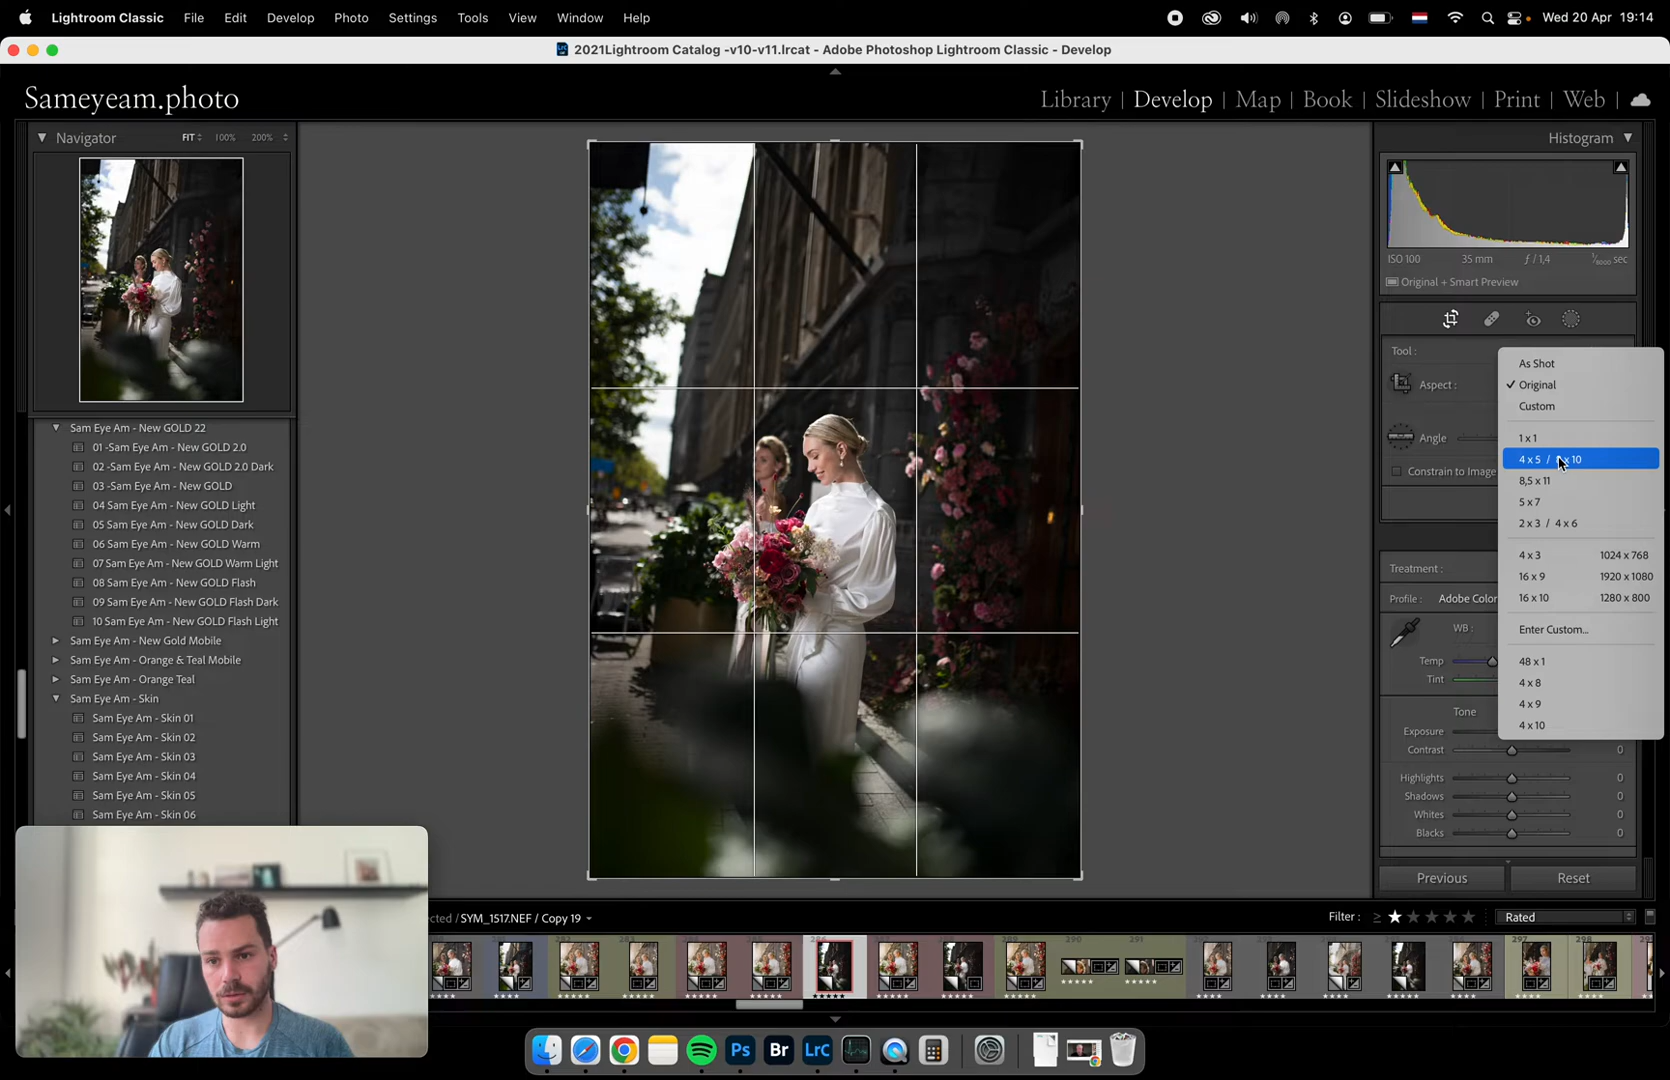 Lightroom Classic File Edit Develop Photo Settings Tools View Window Help Wed 20 Apr 19:14
2021Lightroom Catalog -v10-v11.lrcat - Adobe Photoshop Lightroom Classic - Develop
Sameyeam.photo
Library | Develop | Map | Book | Slideshow | Print | Web |
Navigator FIT 100% 200%
Sam Eye Am - New GOLD 22
01 -Sam Eye Am - New GOLD 2.0
02 -Sam Eye Am - New GOLD 2.0 Dark
03 -Sam Eye Am - New GOLD
04 Sam Eye Am - New GOLD Light
05 Sam Eye Am - New GOLD Dark
06 Sam Eye Am - New GOLD Warm
07 Sam Eye Am - New GOLD Warm Light
08 Sam Eye Am - New GOLD Flash
09 Sam Eye Am - New GOLD Flash Dark
10 Sam Eye Am - New GOLD Flash Light
Sam Eye Am - New Gold Mobile
Sam Eye Am - Orange & Teal Mobile
Sam Eye Am - Orange Teal
Sam Eye Am - Skin
Sam Eye Am - Skin 01
Sam Eye Am - Skin 02
Sam Eye Am - Skin 03
Sam Eye Am - Skin 04
Sam Eye Am - Skin 05
Sam Eye Am - Skin 06
Histogram
ISO 100 35 mm ƒ / 1,4 1/8000 sec
Original + Smart Preview
Tool :
Aspect :
Angle
Constrain to Image
As Shot
✓ Original
Custom
1 x 1
4 x 5 / 8 x 10
8,5 x 11
5 x 7
2 x 3 / 4 x 6
4 x 3 1024 x 768
16 x 9 1920 x 1080
16 x 10 1280 x 800
Enter Custom...
48 x 1
4 x 8
4 x 9
4 x 10
Treatment :
Profile : Adobe Color
WB :
Temp
Tint
Tone
Exposure
Contrast 0
Highlights 0
Shadows 0
Whites 0
Blacks 0
Previous Reset
/ SYM_1517.NEF / Copy 19
Filter : ≥ ★ ★ ★ ★ ★ Rated
290 291 297 298
Ps Br LrC